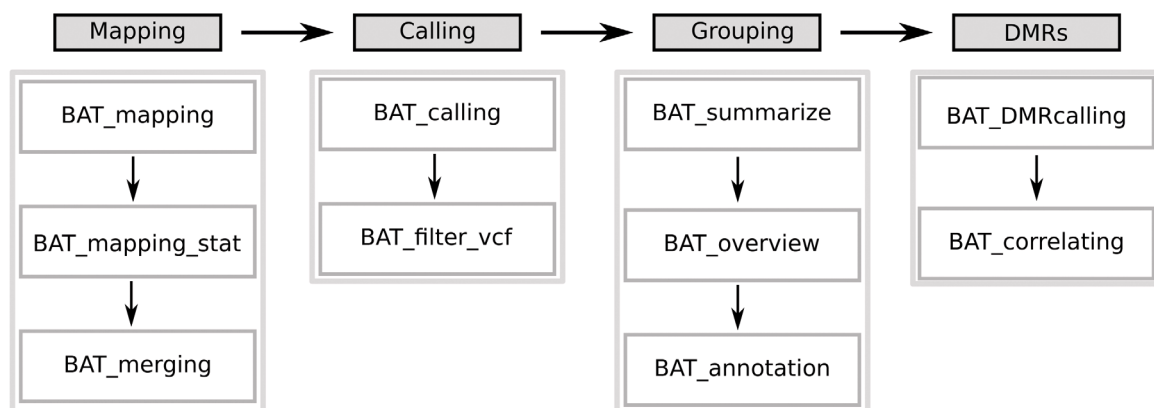 Mapping
Calling
Grouping
DMRs
BAT_mapping
BAT_mapping_stat
BAT_merging
BAT_calling
BAT_filter_vcf
BAT_summarize
BAT_overview
BAT_annotation
BAT_DMRcalling
BAT_correlating